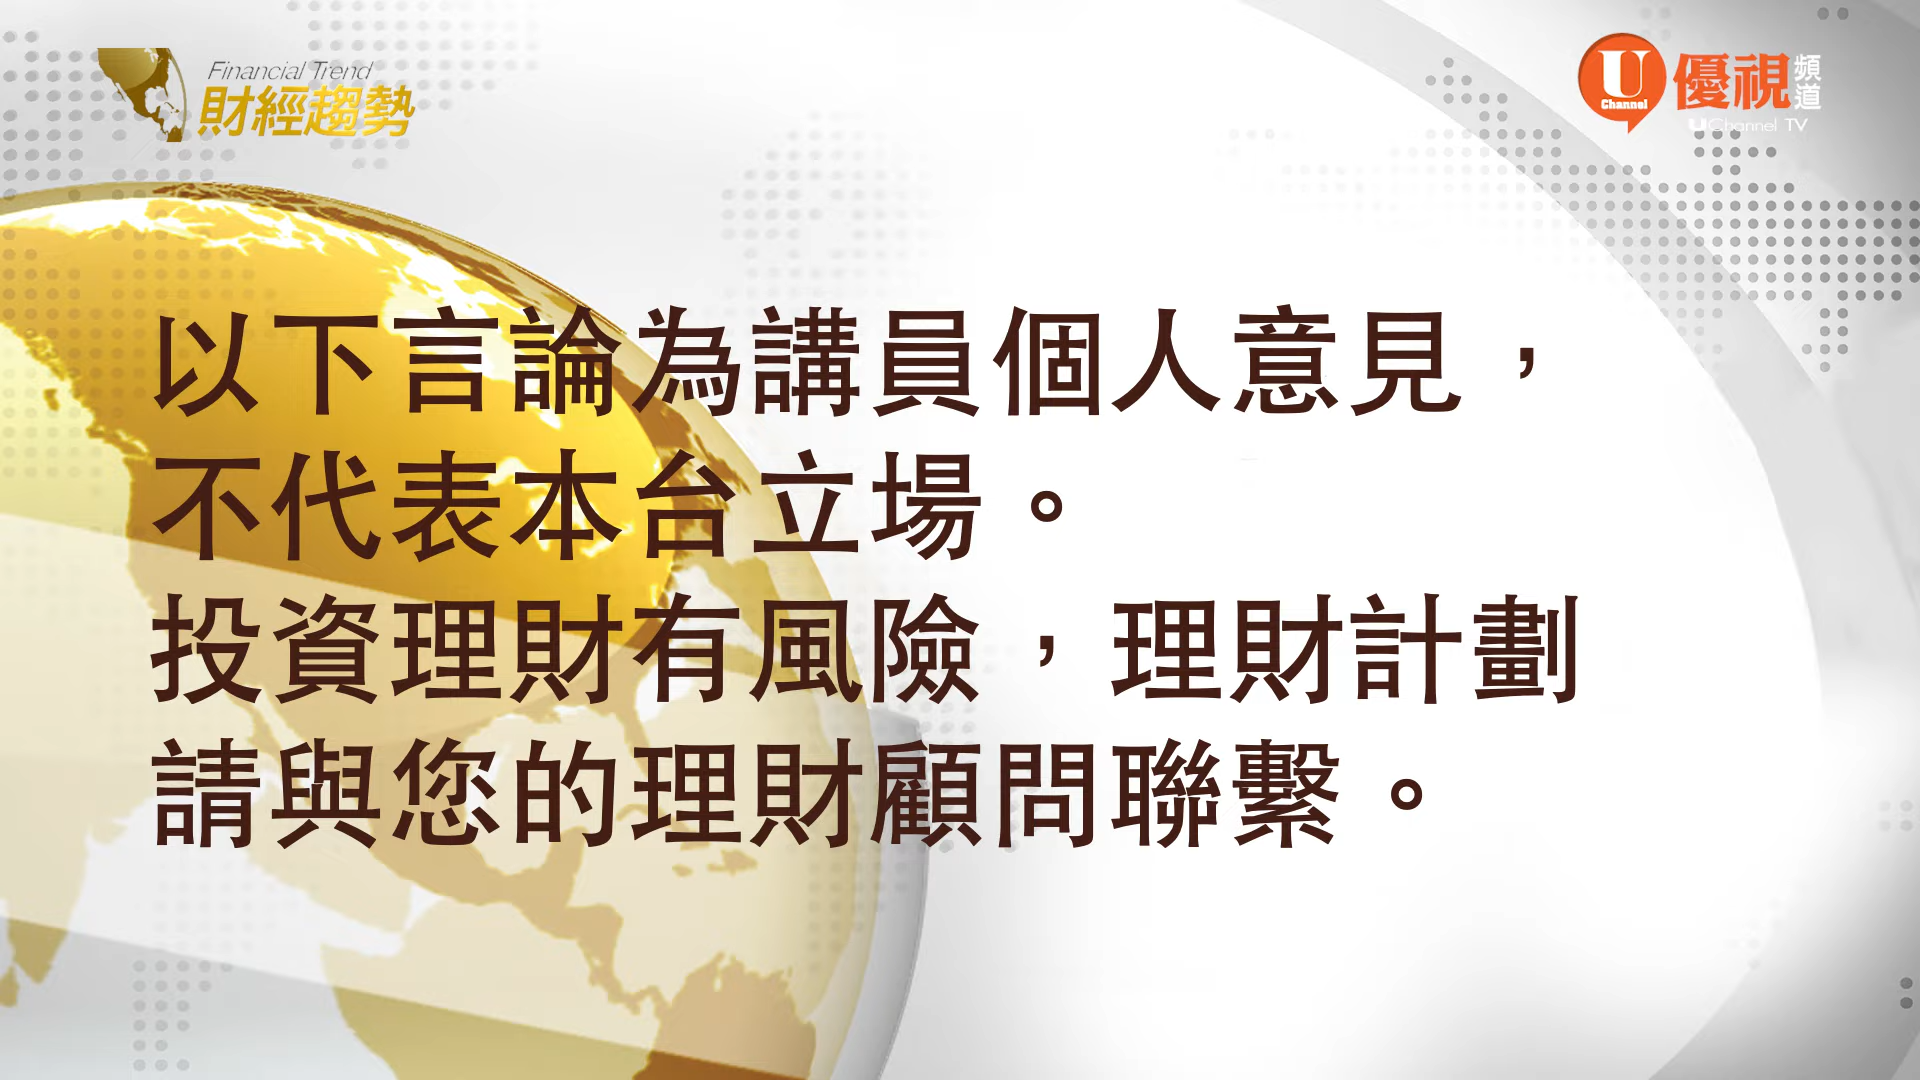 Financial Trend
財經趨勢
U
Channel
優視頻道
UChannel TV
以下言論為講員個人意見，
不代表本台立場。
投資理財有風險，理財計劃
請與您的理財顧問聯繫。